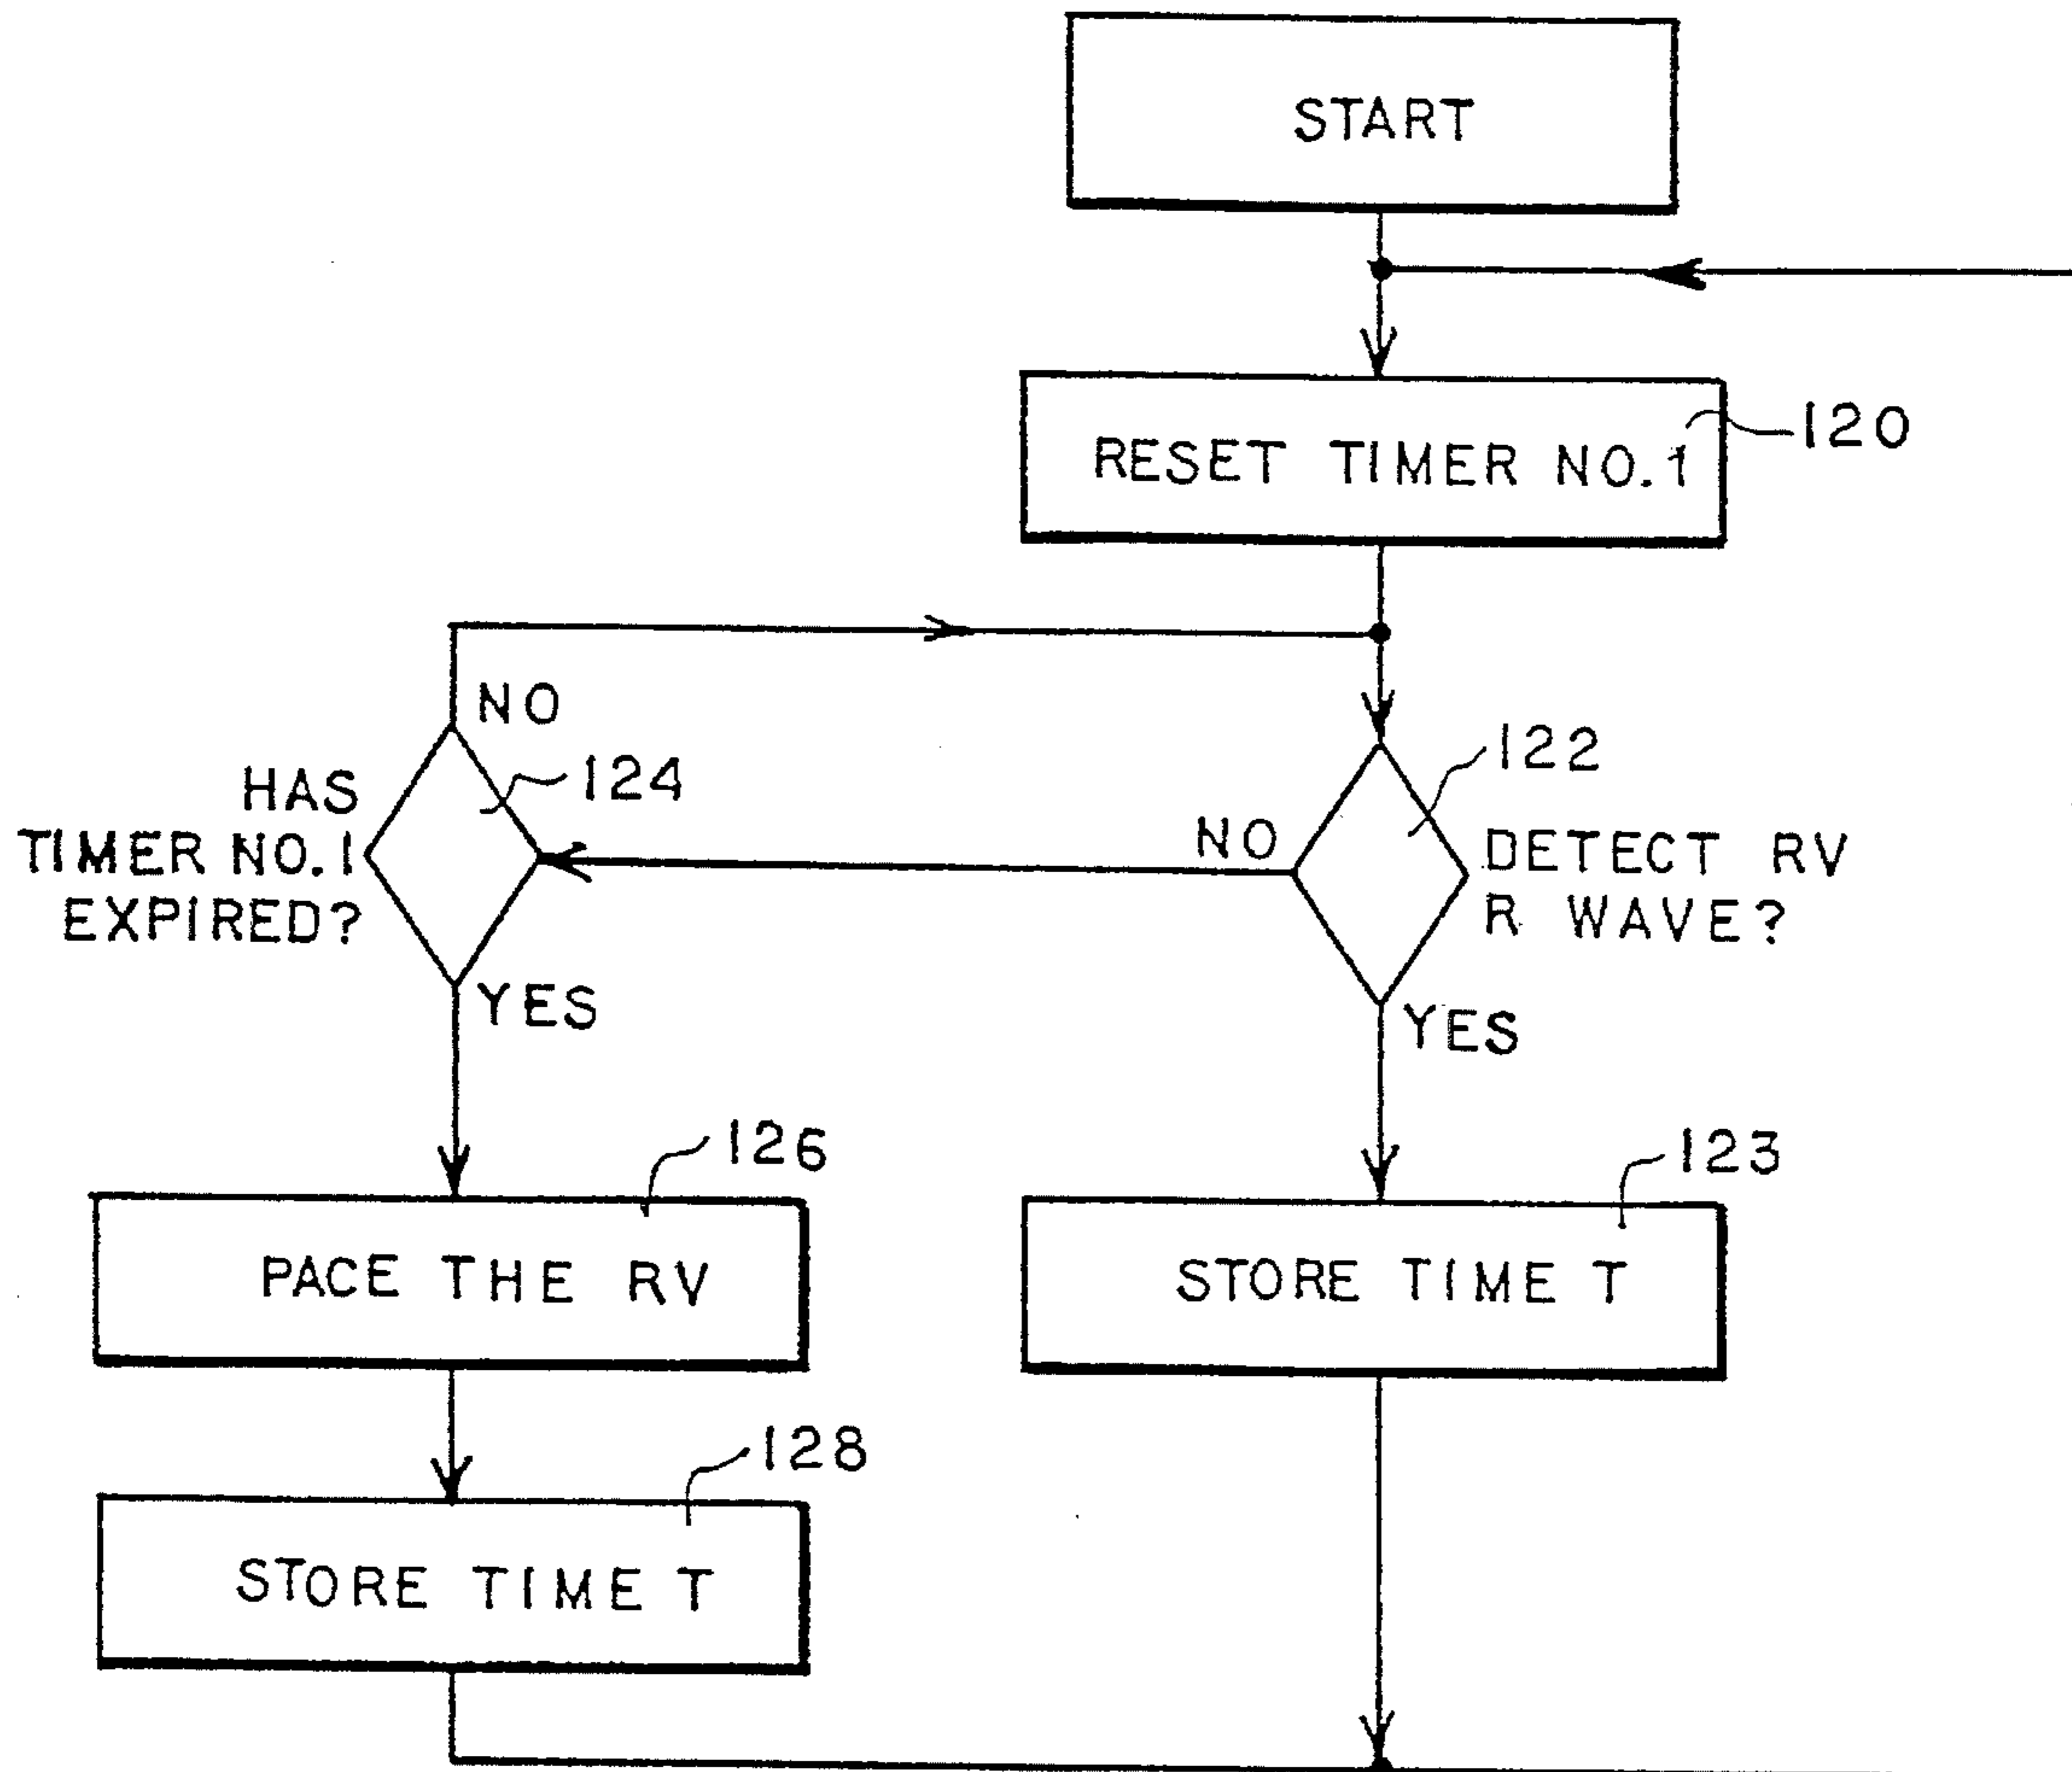 START
RESET TIMER NO. 1
120
NO
HAS
TIMER NO. 1
EXPIRED?
124
NO
122
DETECT RV
R WAVE?
YES
YES
126
PACE THE RV
123
STORE TIME T
128
STORE TIME T